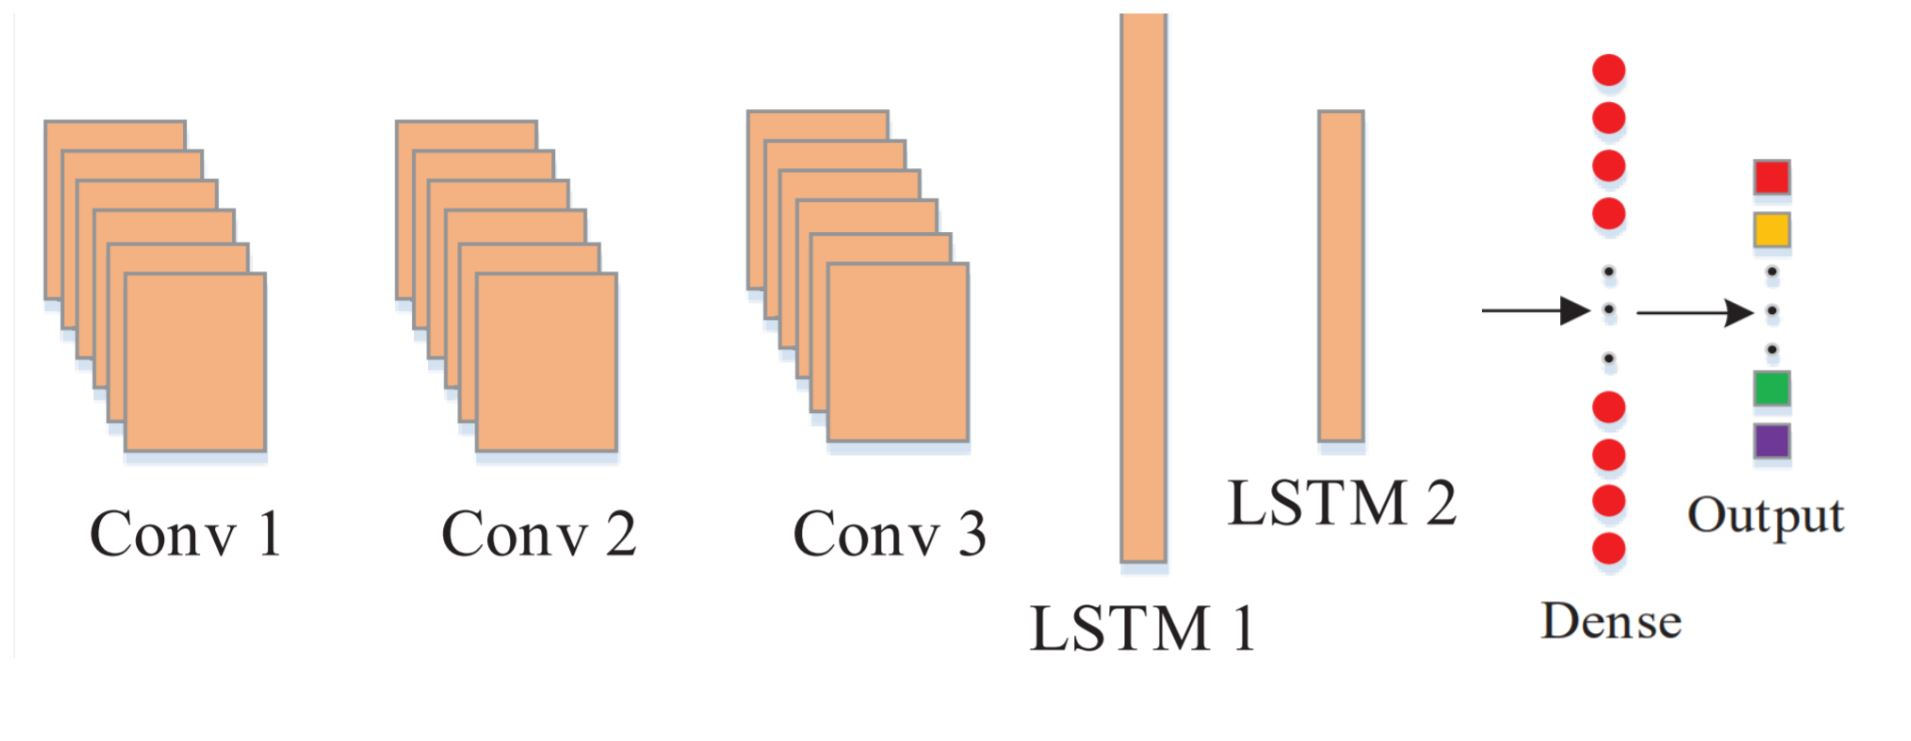 Conv 1
Conv 2
Conv 3
LSTM 1
LSTM 2
Dense
Output